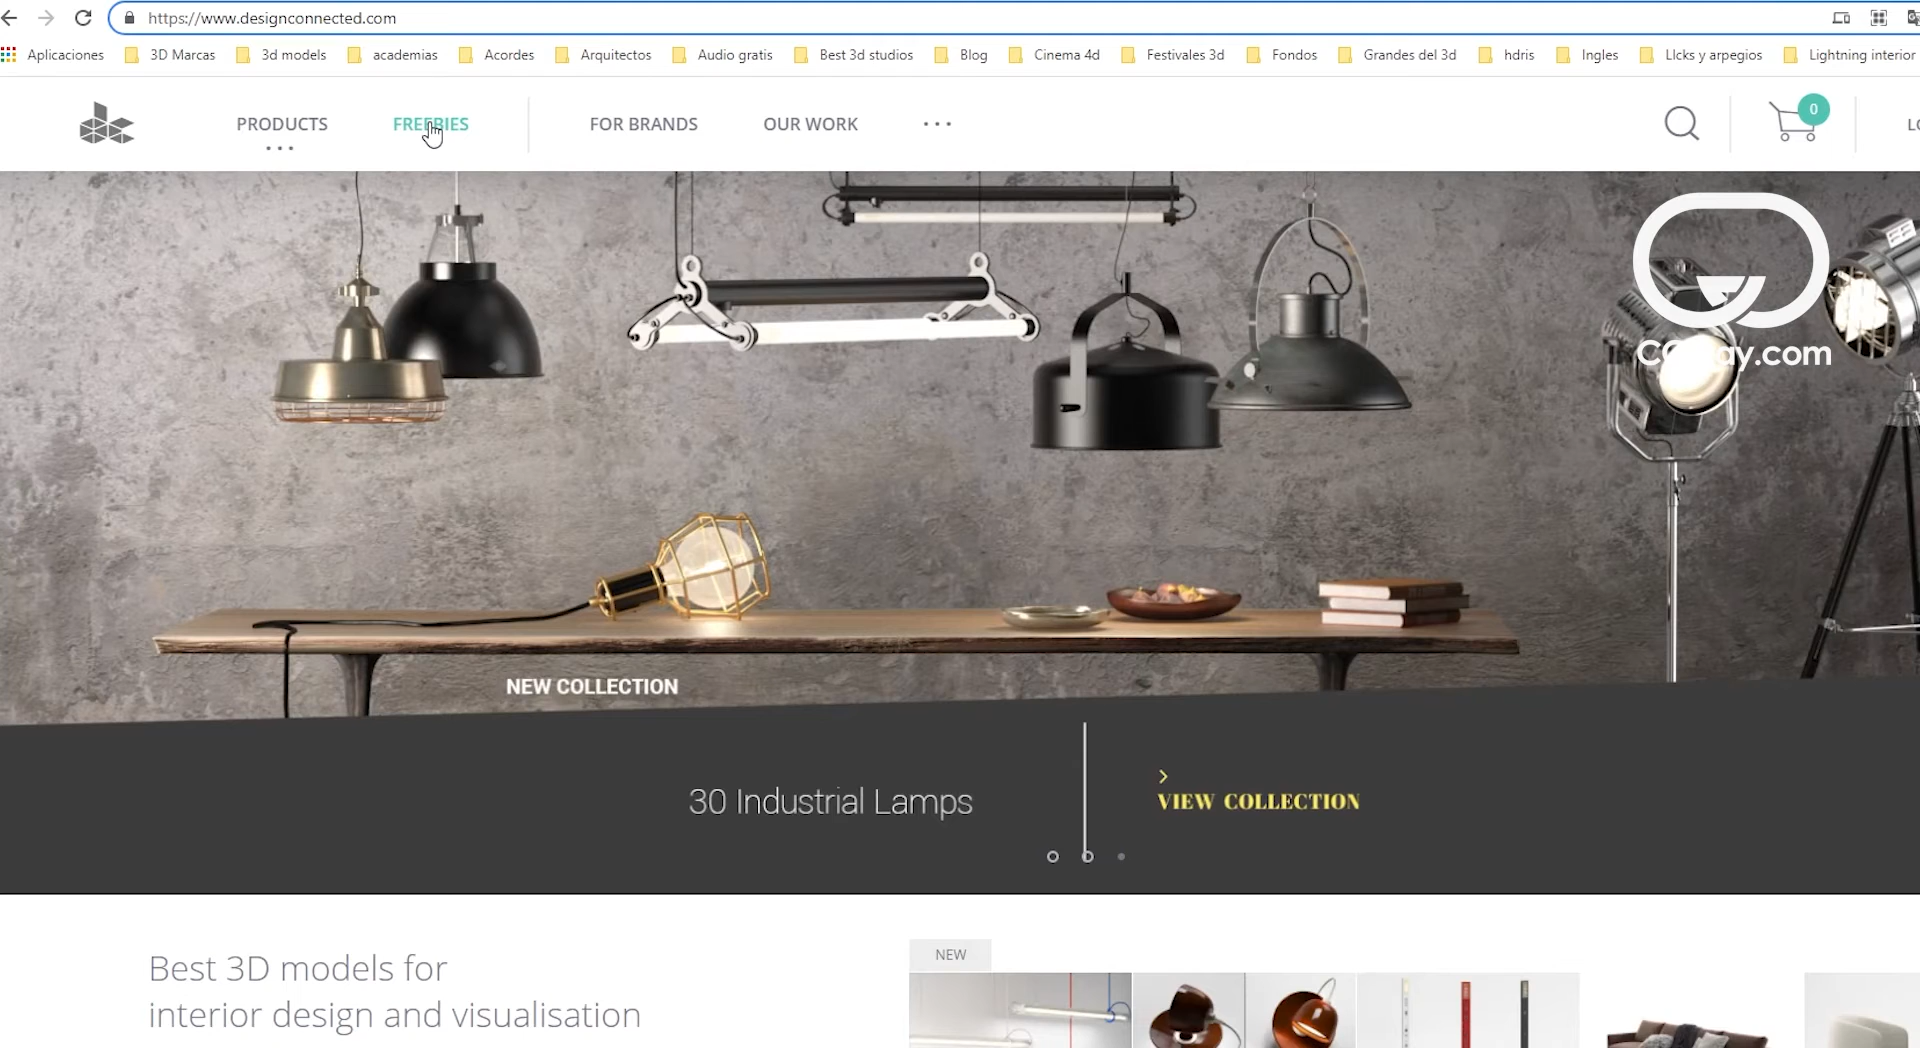 https://www.designconnected.com
Aplicaciones 3D Marcas 3d models academias Acordes Arquitectos Audio gratis Best 3d studios Blog Cinema 4d Festivales 3d Fondos Grandes del 3d hdris Ingles LIcks y arpegios Lightning interior
PRODUCTS FREEBIES FOR BRANDS OUR WORK 0
NEW COLLECTION
30 Industrial Lamps
VIEW COLLECTION
Best 3D models for
interior design and visualisation
NEW